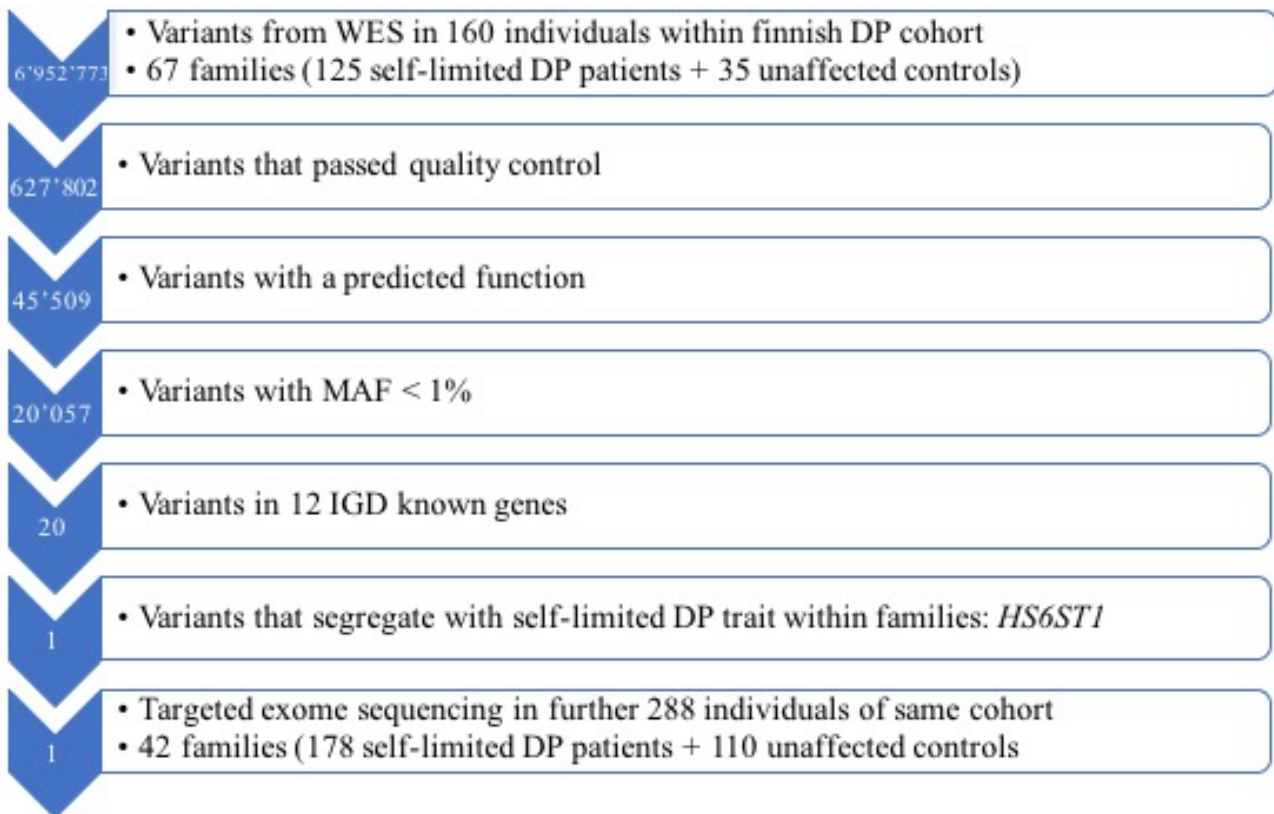 6'952'773
• Variants from WES in 160 individuals within finnish DP cohort
• 67 families (125 self-limited DP patients + 35 unaffected controls)
627'802
• Variants that passed quality control
45'509
• Variants with a predicted function
20'057
• Variants with MAF < 1%
20
• Variants in 12 IGD known genes
1
• Variants that segregate with self-limited DP trait within families: HS6ST1
1
• Targeted exome sequencing in further 288 individuals of same cohort
• 42 families (178 self-limited DP patients + 110 unaffected controls